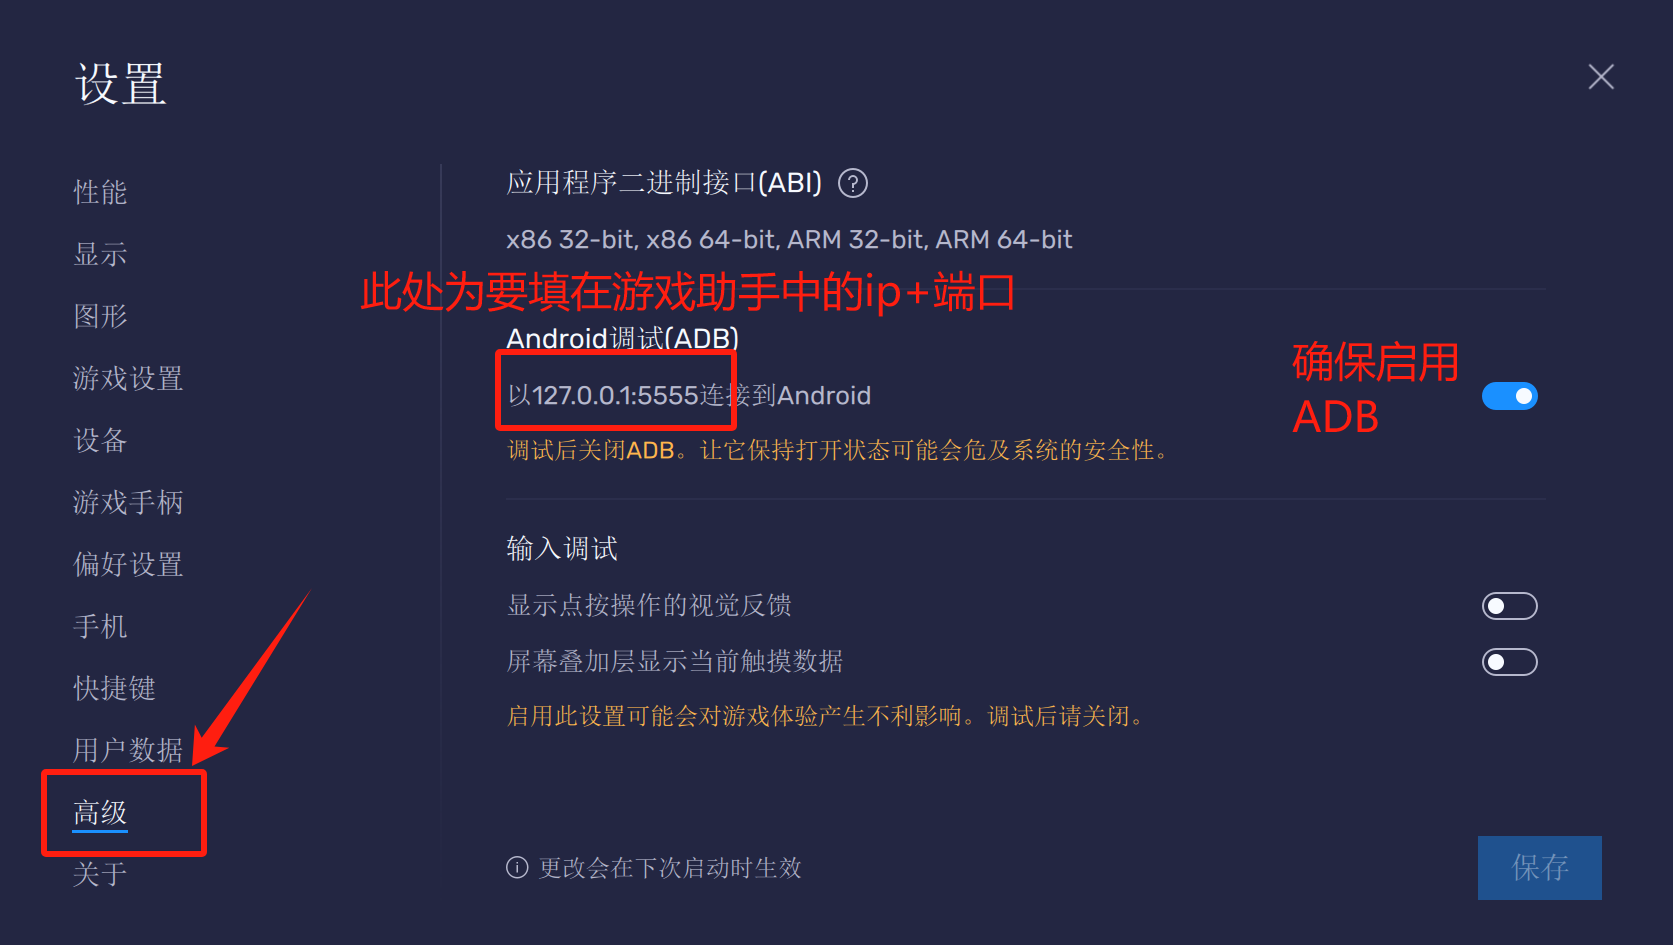 设置
性能
显示
图形
游戏设置
设备
游戏手柄
偏好设置
手机
快捷键
用户数据
高级
关于
应用程序二进制接口(ABI)
x86 32-bit, x86 64-bit, ARM 32-bit, ARM 64-bit
此处为要填在游戏助手中的ip+端口
Android调试(ADB)
以127.0.0.1:5555连接到Android
确保启用
ADB
调试后关闭ADB。让它保持打开状态可能会危及系统的安全性。
输入调试
显示点按操作的视觉反馈
屏幕叠加层显示当前触摸数据
启用此设置可能会对游戏体验产生不利影响。调试后请关闭。
更改会在下次启动时生效
保存